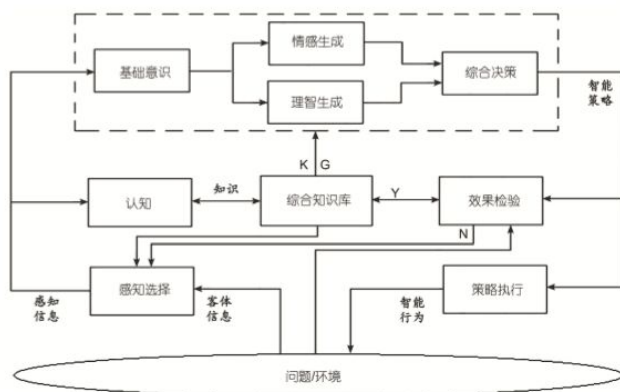 情感生成
基础意识
综合决策
理智生成
智能
策略
K G
知识
认知
综合知识库
Y
效果检验
N
感知选择
策略执行
感知
信息
客体
信息
智能
行为
问题/环境